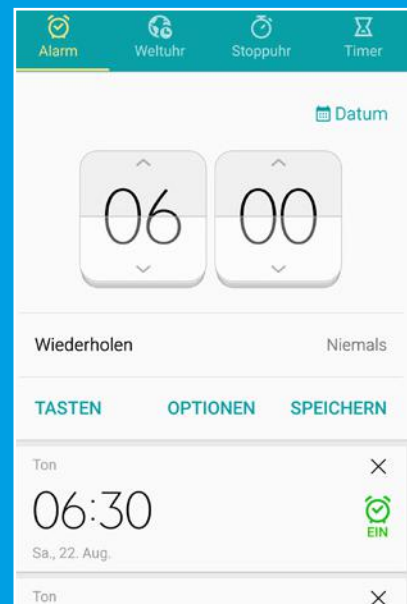 Alarm Weltuhr Stoppuhr Timer
Datum
06 00
Wiederholen Niemals
TASTEN OPTIONEN SPEICHERN
Ton
06:30
EIN
Sa., 22. Aug.
Ton